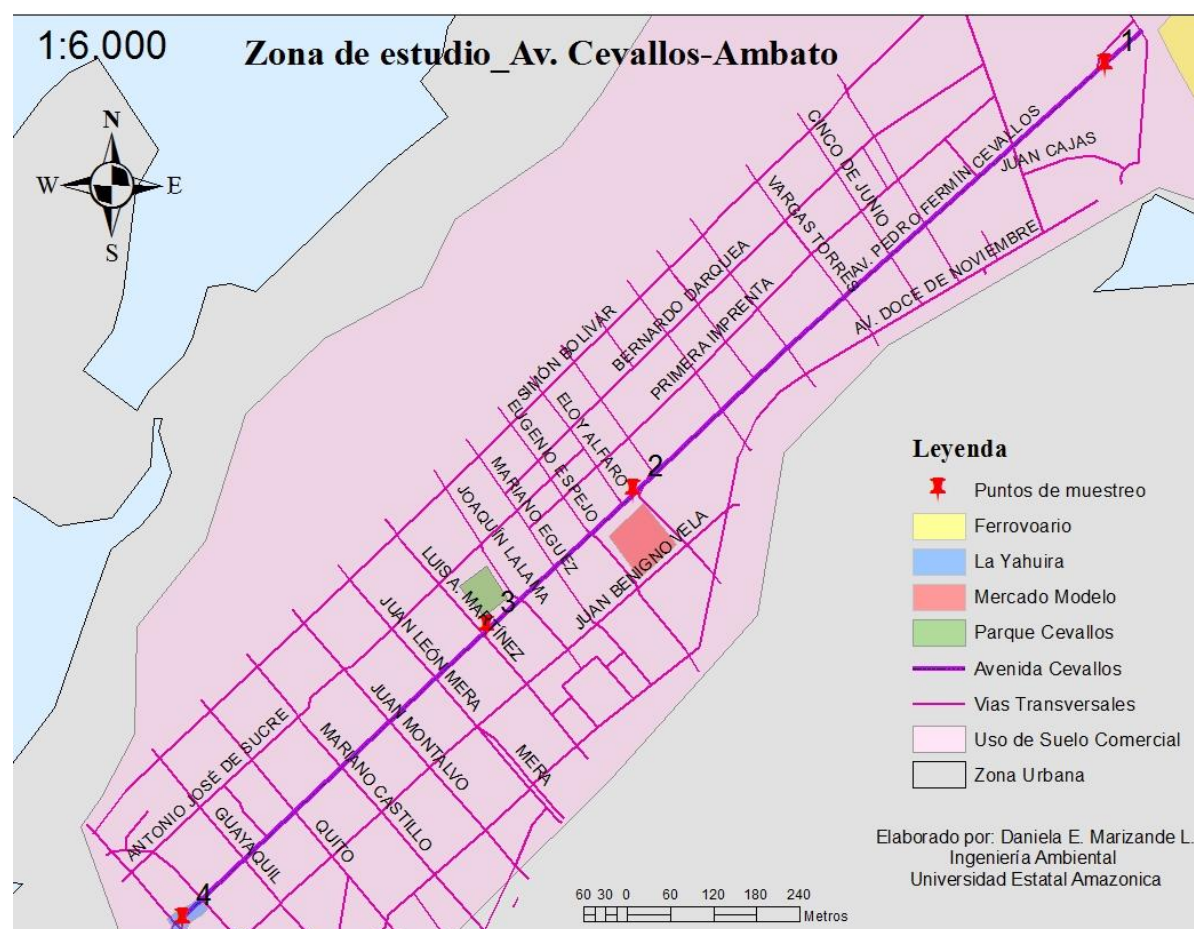 1:6.000
Zona de estudio_Av. Cevallos-Ambato
N
W
E
S
1
CINCO DE JUNIO
JUAN CAJAS
VARGAS TORRES
AV. PEDRO FERMÍN CEVALLOS
AV. DOCE DE NOVIEMBRE
BERNARDO DARQUEA
PRIMERA IMPRENTA
SIMÓN BOLÍVAR
ELOY ALFARO
EUGENIO ESPEJO
2
MARIANO EGUEZ
JOAQUÍN LALAMA
JUAN BENIGNO VELA
LUIS A. MARTÍNEZ
3
JUAN LEÓN MERA
JUAN MONTALVO
MERA
MARIANO CASTILLO
ANTONIO JOSÉ DE SUCRE
QUITO
GUAYAQUIL
4
Leyenda
Puntos de muestreo
Ferrovoario
La Yahuira
Mercado Modelo
Parque Cevallos
Avenida Cevallos
Vias Transversales
Uso de Suelo Comercial
Zona Urbana
Elaborado por: Daniela E. Marizande L.
Ingeniería Ambiental
Universidad Estatal Amazonica
60 30 0 60 120 180 240
Metros